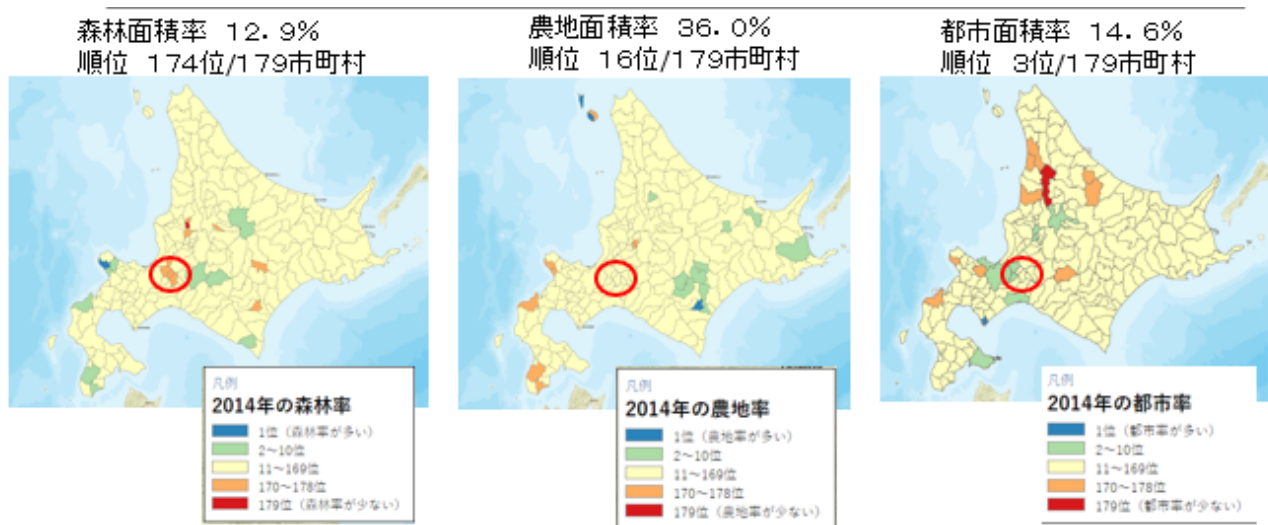 森林面積率 12.9%
順位 174位/179市町村
農地面積率 36.0%
順位 16位/179市町村
都市面積率 14.6%
順位 3位/179市町村
凡例
2014年の森林率
1位（森林率が多い）
2～10位
11～169位
170～178位
179位（森林率が少ない）
凡例
2014年の農地率
1位（農地率が多い）
2～10位
11～169位
170～178位
179位（農地率が少ない）
凡例
2014年の都市率
1位（都市率が多い）
2～10位
11～169位
170～178位
179位（都市率が少ない）